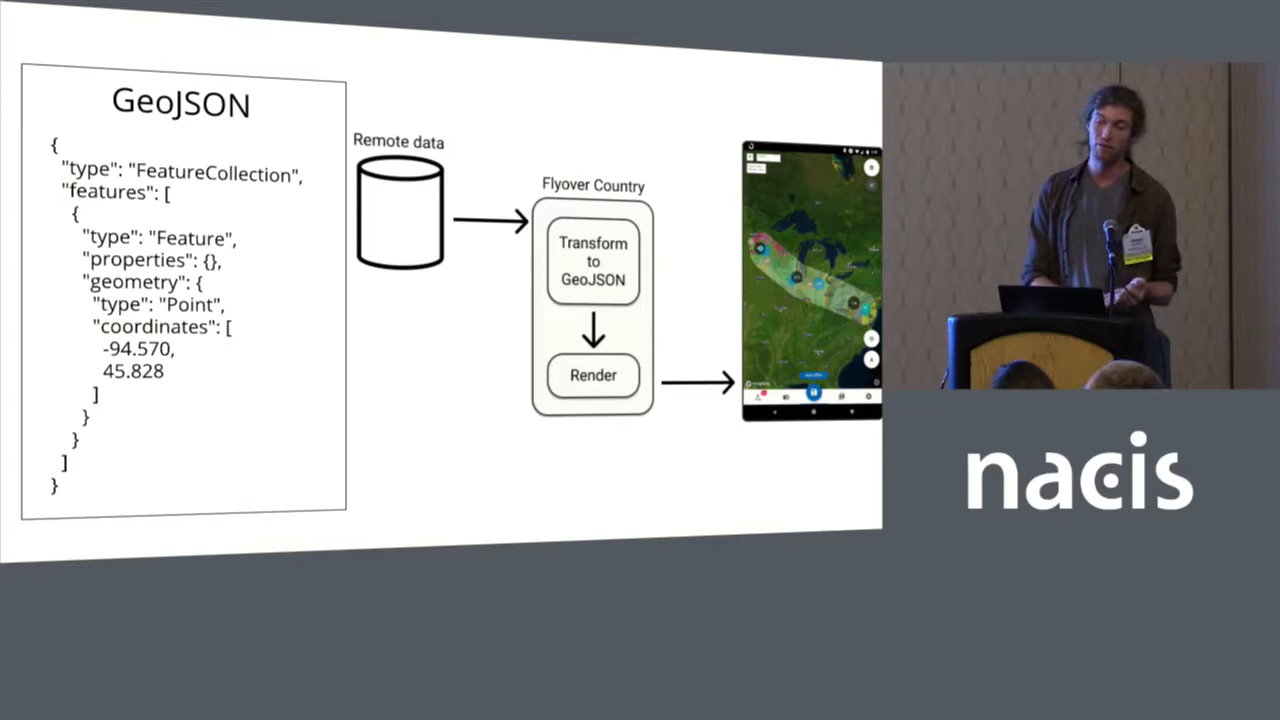 GeoJSON
{
"type": "FeatureCollection",
"features": [
{
"type": "Feature",
"properties": {},
"geometry": {
"type": "Point",
"coordinates": [
-94.570,
45.828
]
}
}
]
}
Remote data
Flyover Country
Transform
to
GeoJSON
Render
nacis